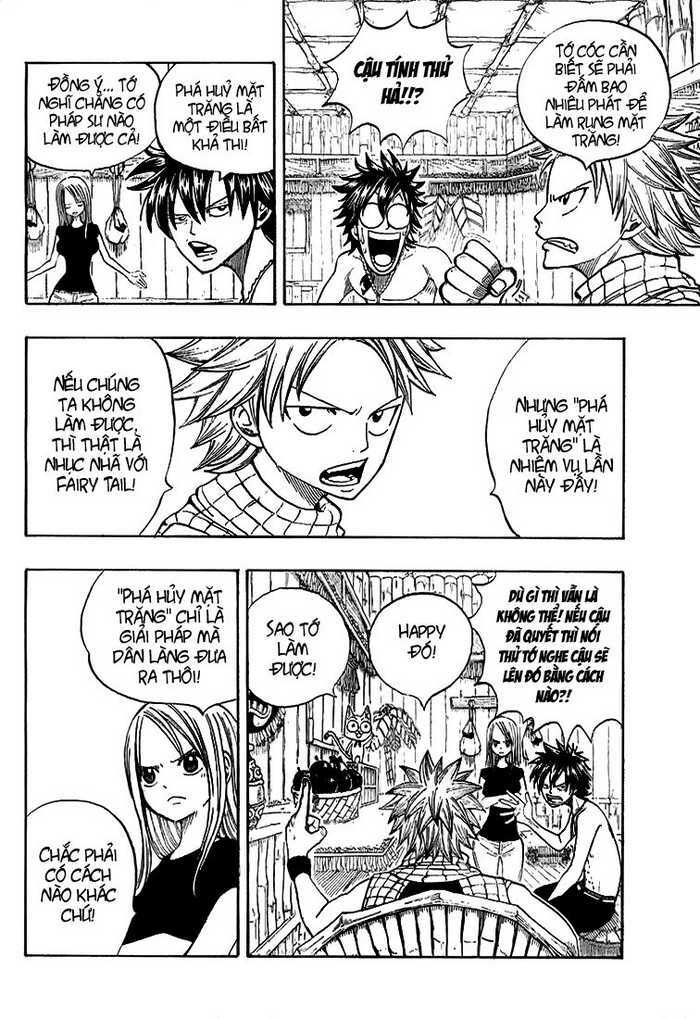 TỚ CÓC CẦN
BIẾT SẼ PHẢI
ĐẤM BAO
NHIÊU PHÁT ĐỂ
LÀM RỤNG MẶT
TRĂNG!
CẬU TÍNH THỬ
HẢ!!?
PHÁ HUỶ MẶT
TRĂNG LÀ
MỘT ĐIỀU BẤT
KHẢ THI!
ĐỒNG Ý... TỚ
NGHĨ CHẲNG CÓ
PHÁP SƯ NÀO
LÀM ĐƯỢC CẢ!
NHƯNG "PHÁ
HỦY MẶT
TRĂNG" LÀ
NHIỆM VỤ LẦN
NÀY ĐẤY!
NẾU CHÚNG
TA KHÔNG
LÀM ĐƯỢC,
THÌ THẬT LÀ
NHỤC NHÃ VỚI
FAIRY TAIL!
DÙ GÌ THÌ VẪN LÀ
KHÔNG THỂ! NẾU CẬU
ĐÃ QUYẾT THÌ NÓI
THỬ TỚ NGHE CẬU SẼ
LÊN ĐÓ BẰNG CÁCH
NÀO?!
HAPPY
ĐÓ!
SAO TỚ
LÀM
ĐƯỢC!
"PHÁ HỦY MẶT
TRĂNG" CHỈ LÀ
GIẢI PHÁP MÀ
DÂN LÀNG ĐƯA
RA THÔI!
CHẮC PHẢI
CÓ CÁCH
NÀO KHÁC
CHỨ!